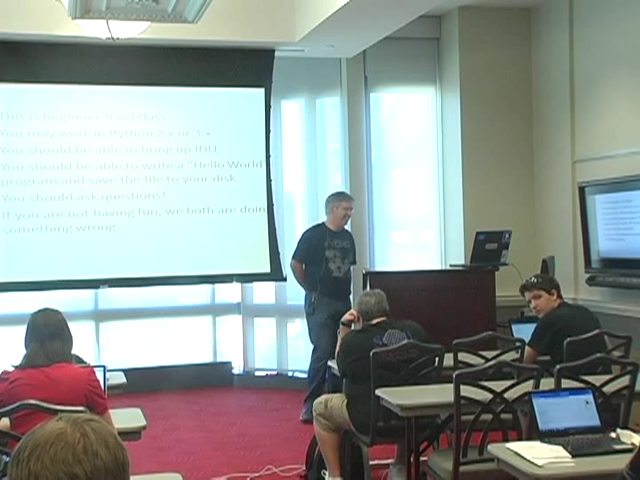 This is beginner level class
You may work in Python 2.x or 3.x
You should be able to bring up IDLE
You should be able to write a "Hello World"
program and save the file to your disk
You should ask questions!
If you are not having fun, we both are doin
something wrong